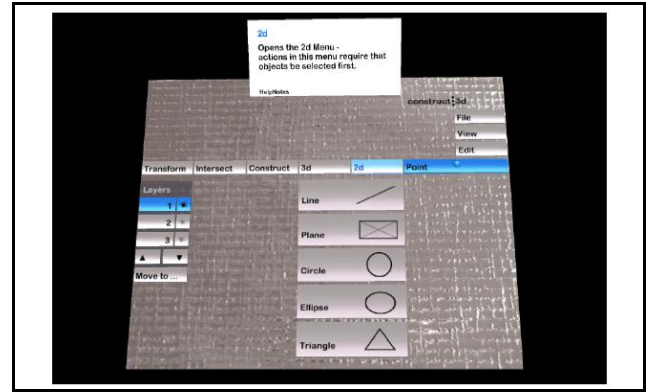 2d
Opens the 2d Menu -
actions in this menu require that
objects be selected first.
HelpNotes
construct3d
File
View
Edit
Transform Intersect Construct 3d 2d Point
Layers
1
2
3
Move to ...
Line
Plane
Circle
Ellipse
Triangle